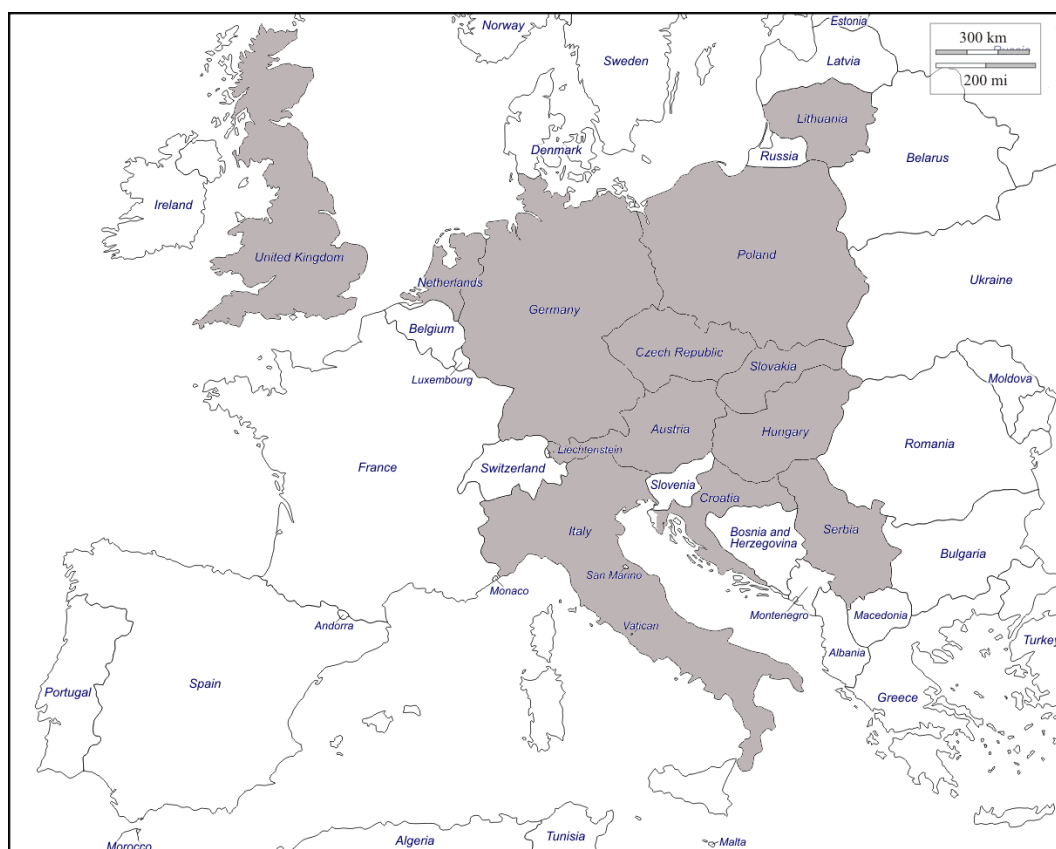 Norway
Estonia
300 km
Russia
200 mi
Sweden
Latvia
Lithuania
Denmark
Russia
Belarus
Ireland
United Kingdom
Poland
Netherlands
Ukraine
Germany
Belgium
Czech Republic
Slovakia
Luxembourg
Moldova
Austria
Hungary
Romania
Liechtenstein
France
Switzerland
Slovenia
Croatia
Italy
Bosnia and
Herzegovina
Serbia
Bulgaria
San Marino
Monaco
Montenegro
Macedonia
Andorra
Vatican
Turkey
Albania
Portugal
Spain
Greece
Algeria
Tunisia
Malta
Morocco